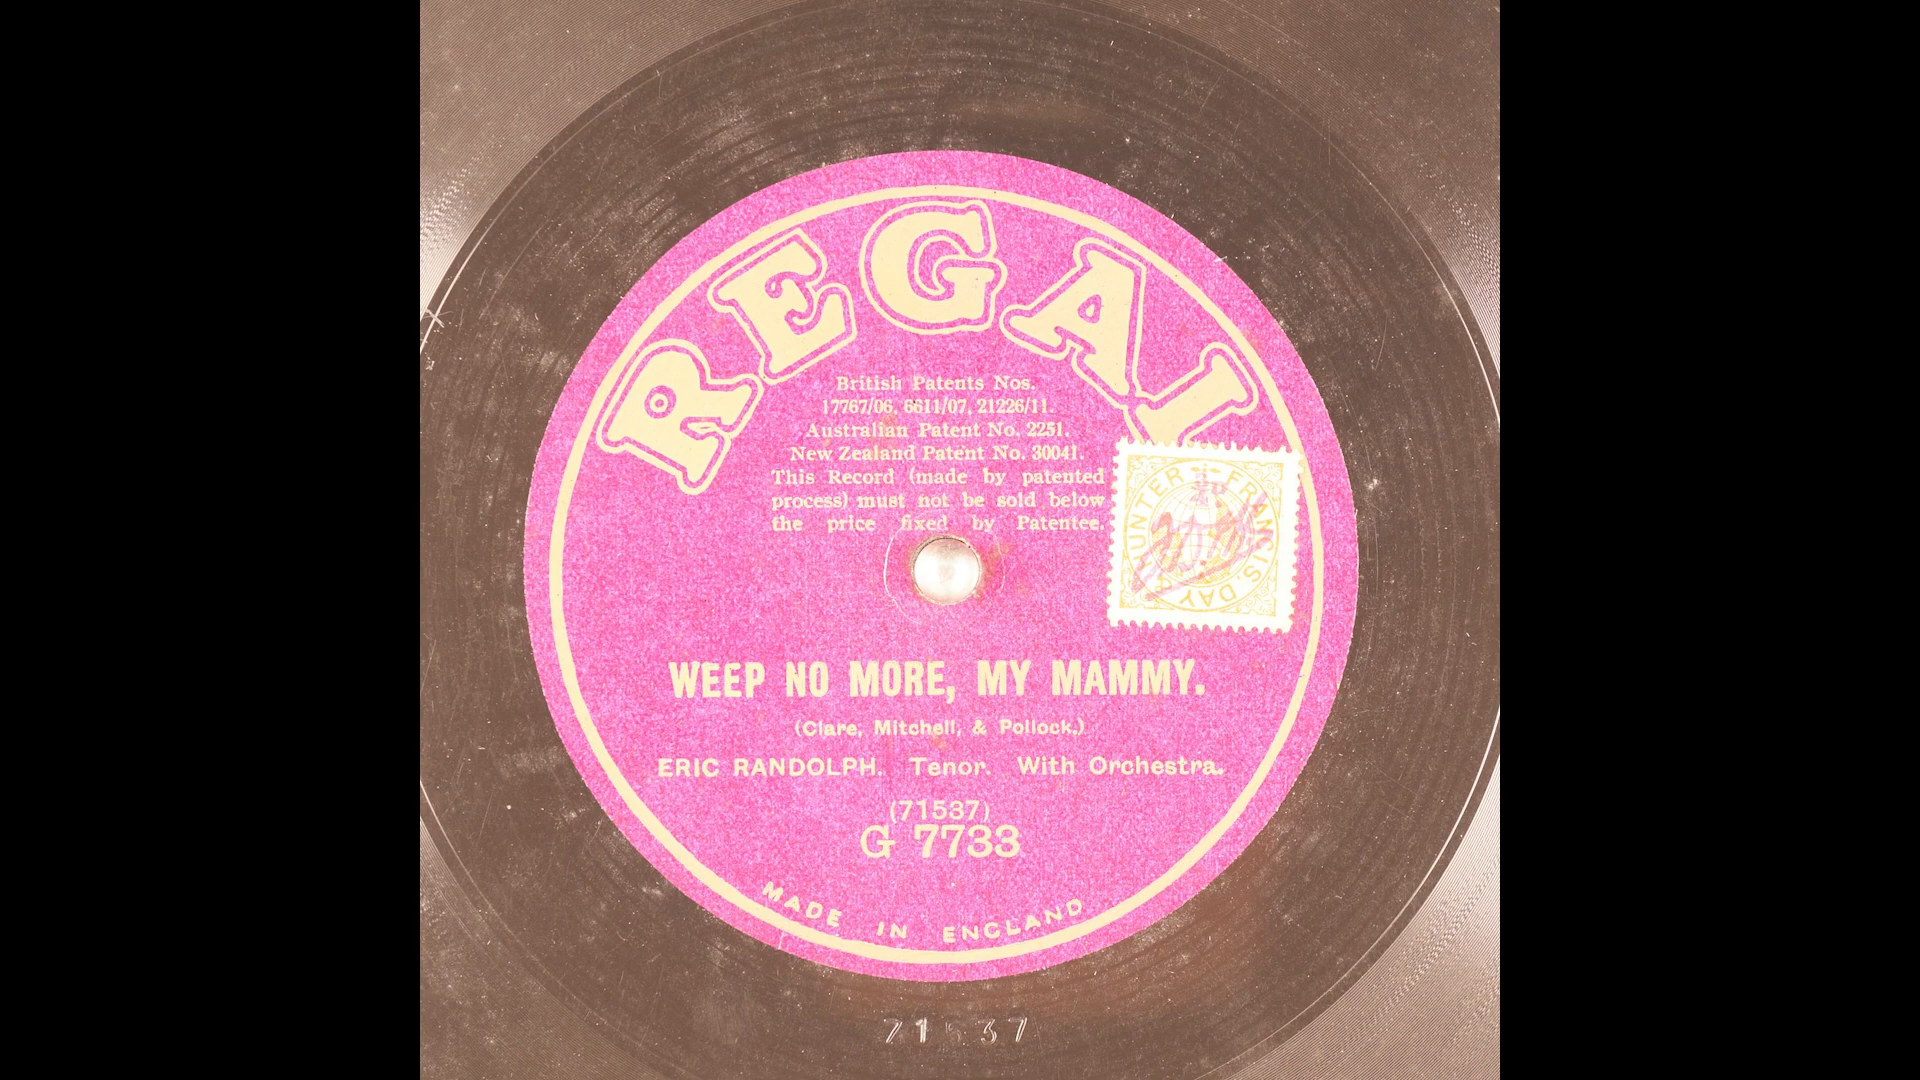 REGAL
British Patents Nos.
17767/06, 6611/07, 21226/11.
Australian Patent No. 2251.
New Zealand Patent No. 30041.
This Record (made by patented
process) must not be sold below
the price fixed by Patentee.
FRANCIS, DAY & HUNTER
WEEP NO MORE, MY MAMMY.
(Clare, Mitchell, & Pollock.)
ERIC RANDOLPH. Tenor. With Orchestra.
(71537)
G 7733
MADE IN ENGLAND
71537